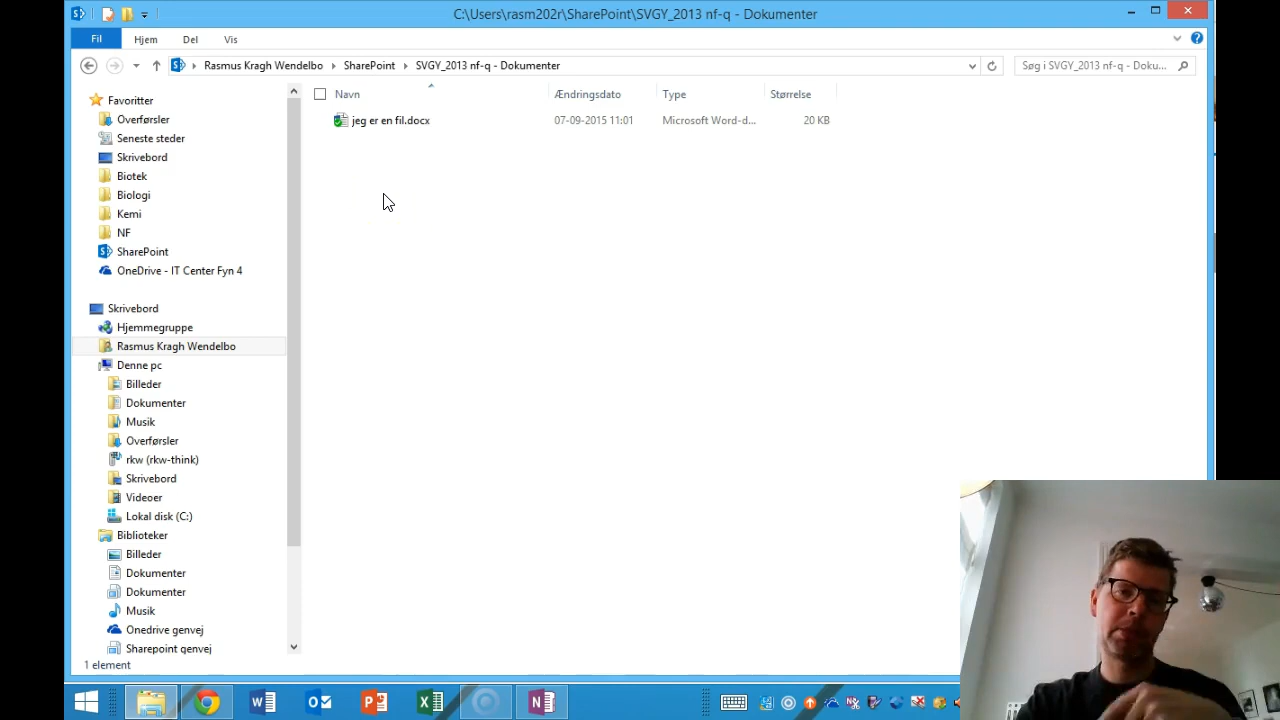 C:\Users\rasm202r\SharePoint\SVGY_2013 nf-q - Dokumenter
Fil Hjem Del Vis
Rasmus Kragh Wendelbo SharePoint SVGY_2013 nf-q - Dokumenter Søg i SVGY_2013 nf-q - Doku...
Navn Ændringsdato Type Størrelse
jeg er en fil.docx 07-09-2015 11:01 Microsoft Word-d... 20 KB
Favoritter
Overførsler
Seneste steder
Skrivebord
Biotek
Biologi
Kemi
NF
SharePoint
OneDrive - IT Center Fyn 4
Skrivebord
Hjemmegruppe
Rasmus Kragh Wendelbo
Denne pc
Billeder
Dokumenter
Musik
Overførsler
rkw (rkw-think)
Skrivebord
Videoer
Lokal disk (C:)
Biblioteker
Billeder
Dokumenter
Dokumenter
Musik
Onedrive genvej
Sharepoint genvej
1 element